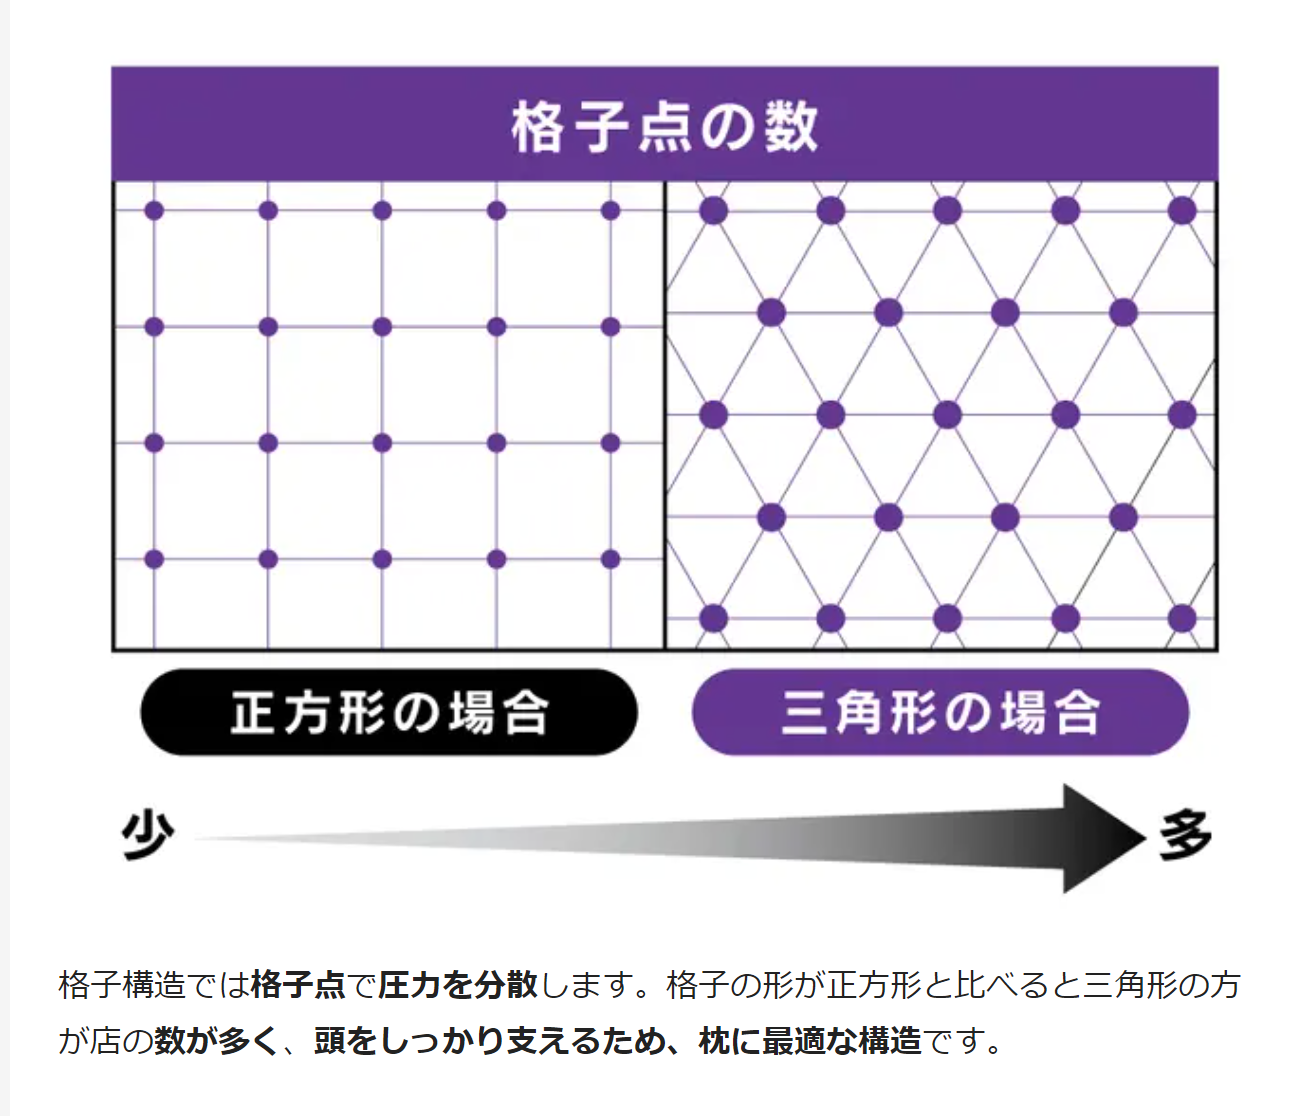 格子点の数
正方形の場合
三角形の場合
少
多
格子構造では格子点で圧力を分散します。格子の形が正方形と比べると三角形の方
が店の数が多く、頭をしっかり支えるため、枕に最適な構造です。